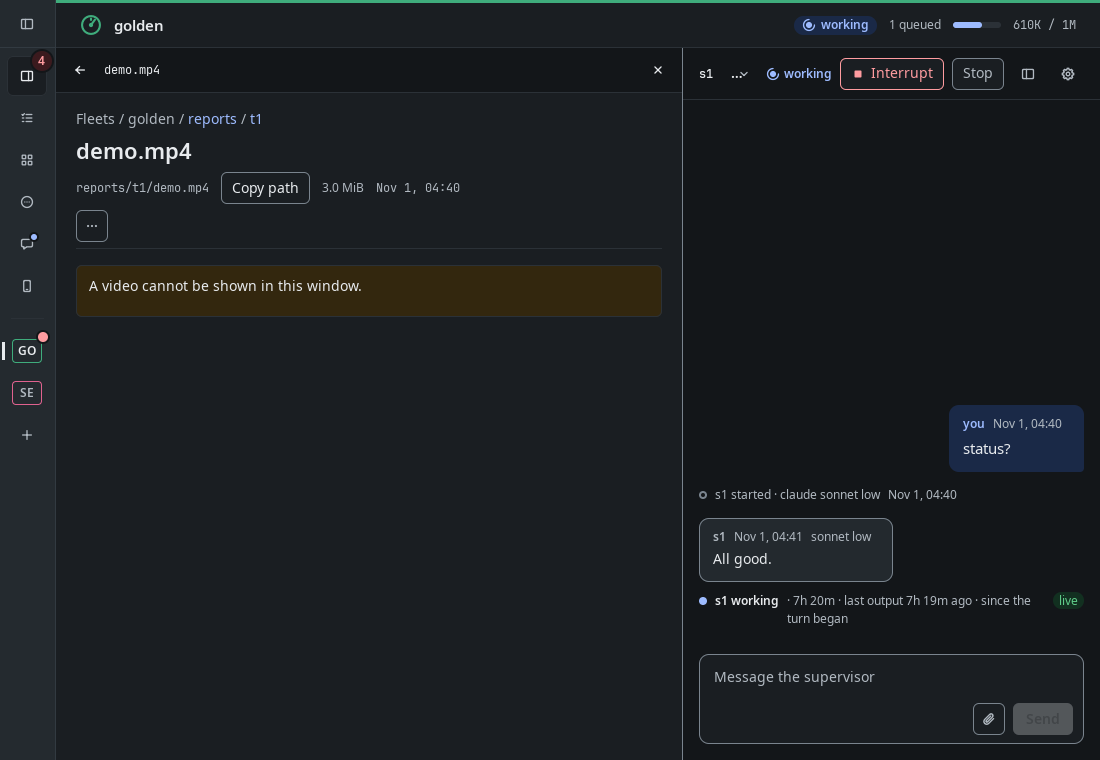 golden
working
1 queued
610K / 1M
4
GO
SE
demo.mp4
Fleets / golden / reports / t1
demo.mp4
reports/t1/demo.mp4
Copy path
3.0 MiB
Nov 1, 04:40
...
A video cannot be shown in this window.
s1
...
working
Interrupt
Stop
you Nov 1, 04:40
status?
s1 started · claude sonnet low Nov 1, 04:40
s1 Nov 1, 04:41 sonnet low
All good.
s1 working · 7h 20m · last output 7h 19m ago · since the
turn began
live
Message the supervisor
Send